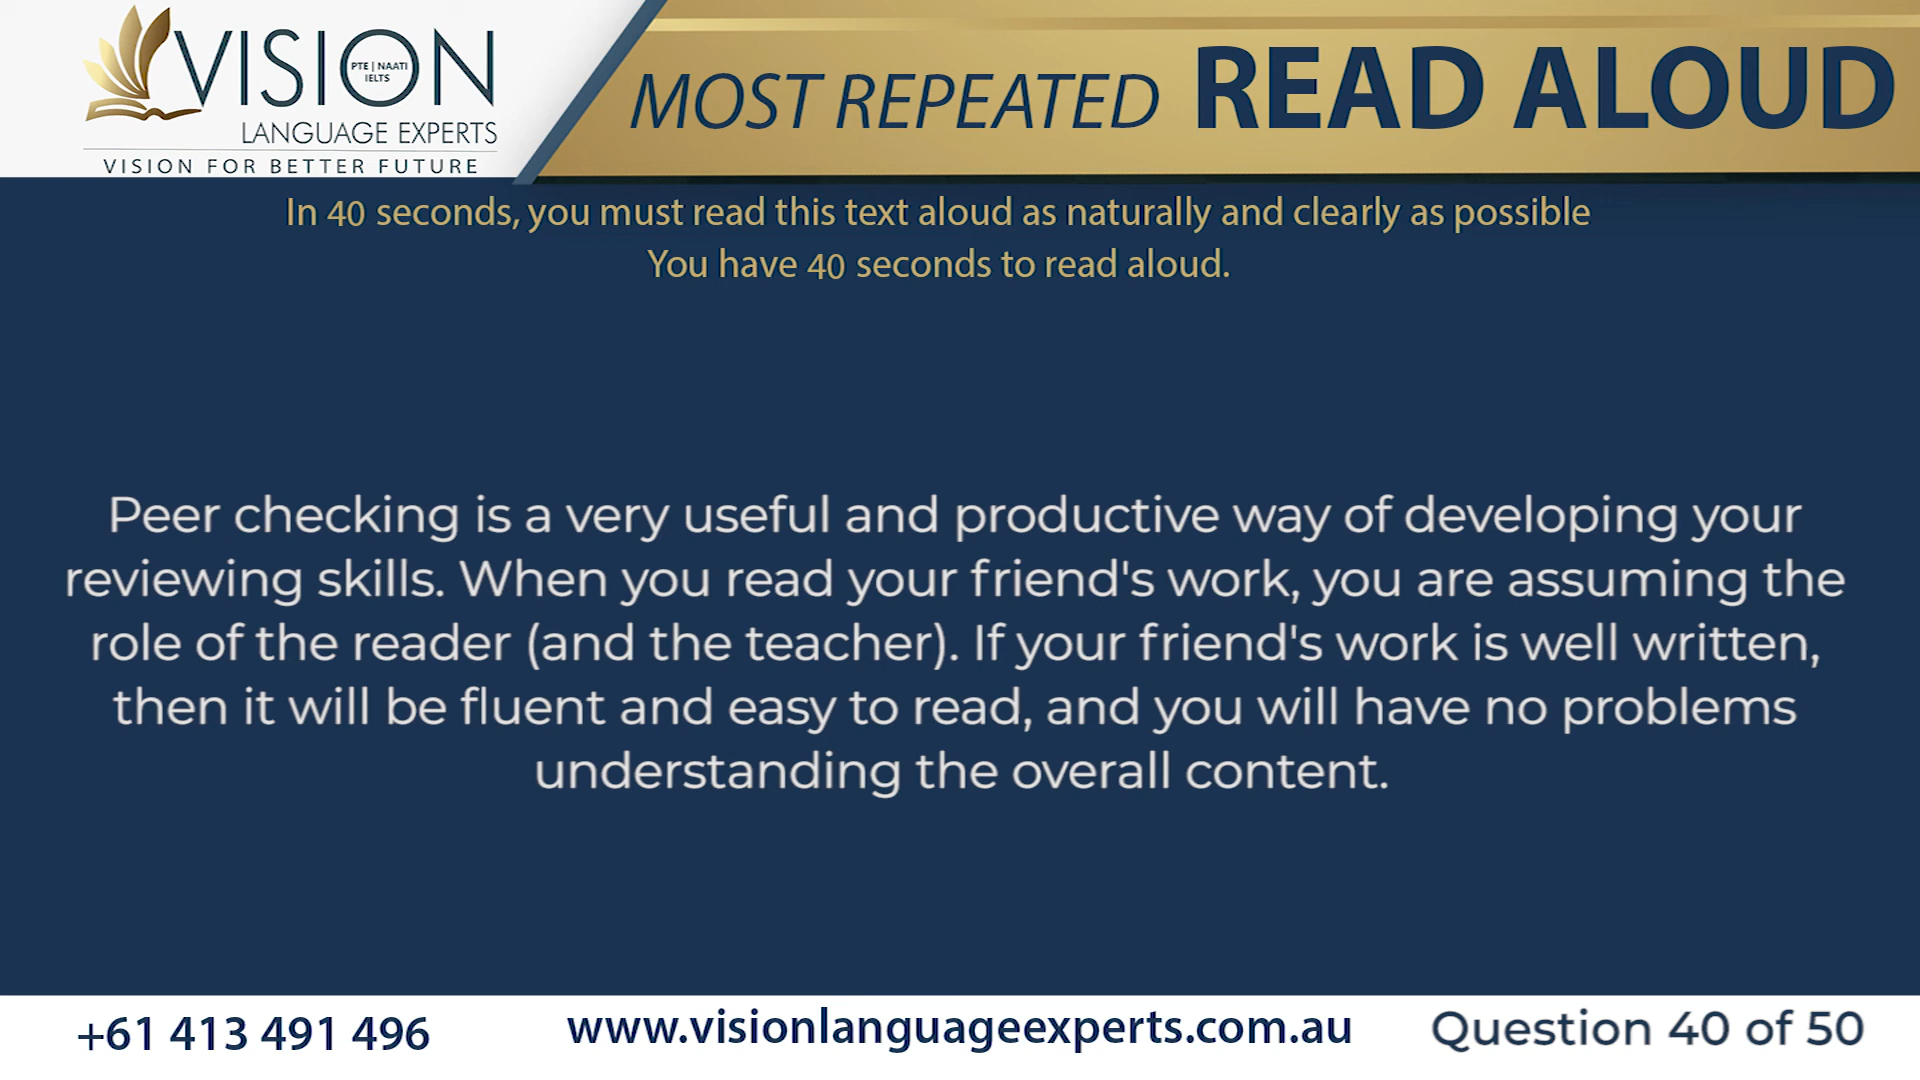 VISION
PTE | NAATI
IELTS
LANGUAGE EXPERTS
VISION FOR BETTER FUTURE
MOST REPEATED READ ALOUD
In 40 seconds, you must read this text aloud as naturally and clearly as possible
You have 40 seconds to read aloud.
Peer checking is a very useful and productive way of developing your
reviewing skills. When you read your friend's work, you are assuming the
role of the reader (and the teacher). If your friend's work is well written,
then it will be fluent and easy to read, and you will have no problems
understanding the overall content.
+61 413 491 496
www.visionlanguageexperts.com.au
Question 40 of 50